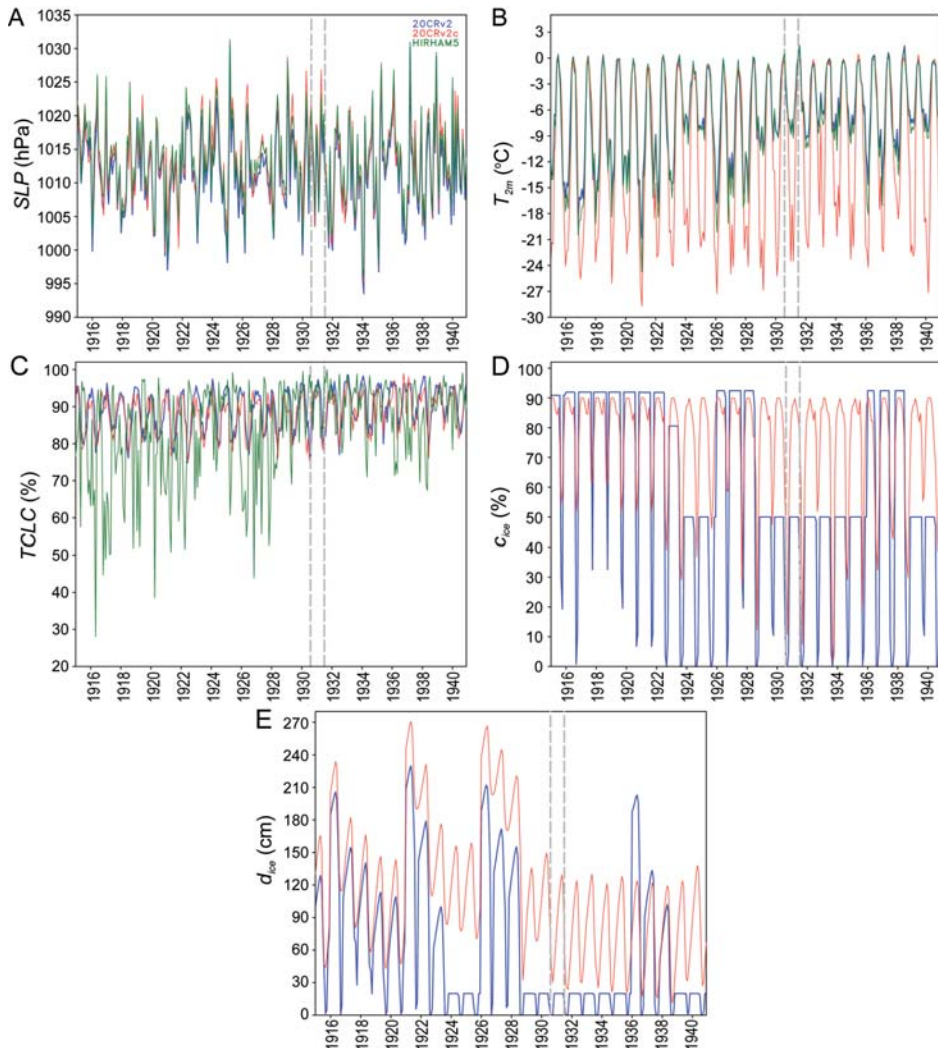 A
SLP (hPa)
1035
1030
1025
1020
1015
1010
1005
1000
995
990
20CRv2
20CRv2c
HIRHAM5
1916 1918 1920 1922 1924 1926 1928 1930 1932 1934 1936 1938 1940
B
T2m (°C)
3
0
-3
-6
-9
-12
-15
-18
-21
-24
-27
-30
1916 1918 1920 1922 1924 1926 1928 1930 1932 1934 1936 1938 1940
C
TCLC (%)
100
90
80
70
60
50
40
30
20
1916 1918 1920 1922 1924 1926 1928 1930 1932 1934 1936 1938 1940
D
cice (%)
100
90
80
70
60
50
40
30
20
10
0
1916 1918 1920 1922 1924 1926 1928 1930 1932 1934 1936 1938 1940
E
dice (cm)
270
240
210
180
150
120
90
60
30
0
1916 1918 1920 1922 1924 1926 1928 1930 1932 1934 1936 1938 1940